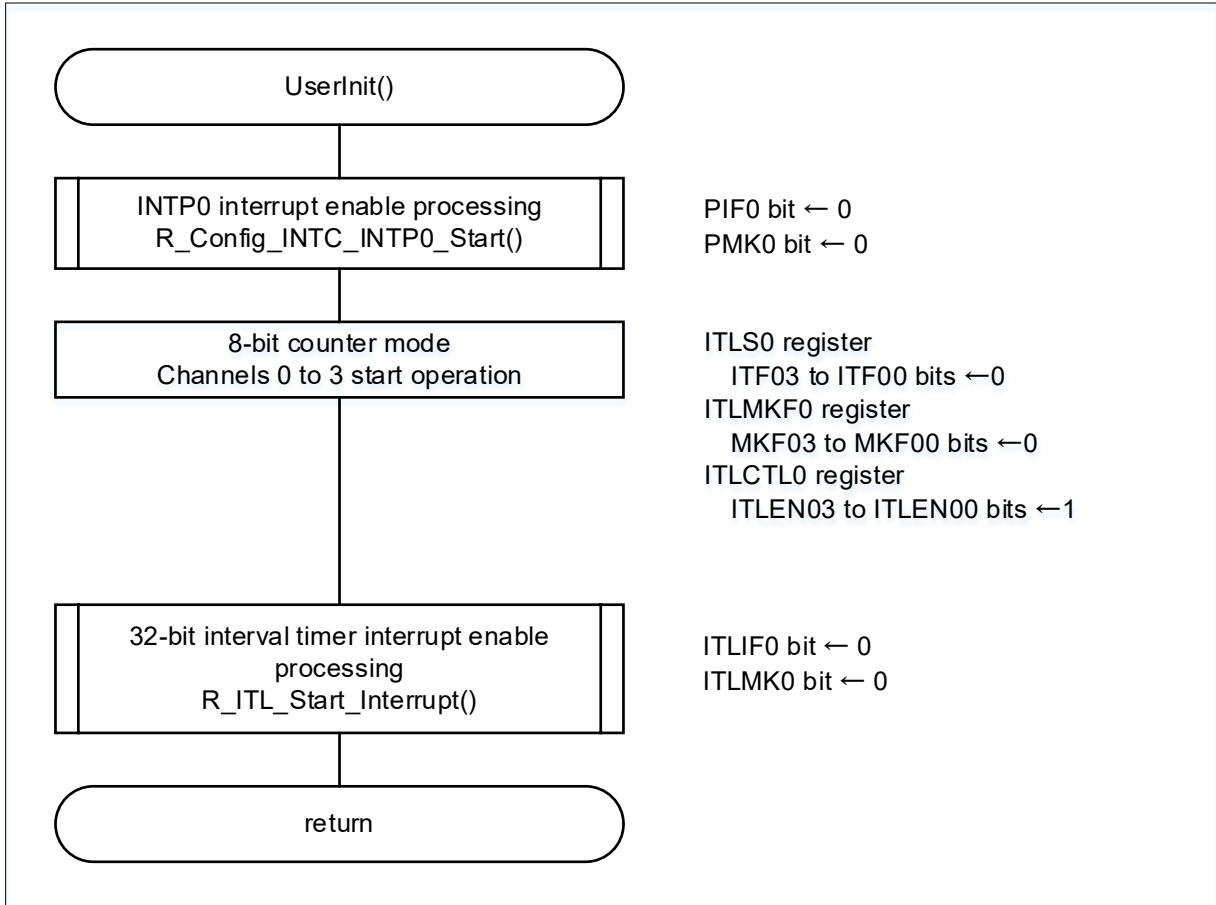 UserInit()
INTP0 interrupt enable processing
R_Config_INTC_INTP0_Start()
PIF0 bit ← 0
PMK0 bit ← 0
8-bit counter mode
Channels 0 to 3 start operation
ITLS0 register
ITF03 to ITF00 bits ←0
ITLMKF0 register
MKF03 to MKF00 bits ←0
ITLCTL0 register
ITLEN03 to ITLEN00 bits ←1
32-bit interval timer interrupt enable
processing
R_ITL_Start_Interrupt()
ITLIF0 bit ← 0
ITLMK0 bit ← 0
return